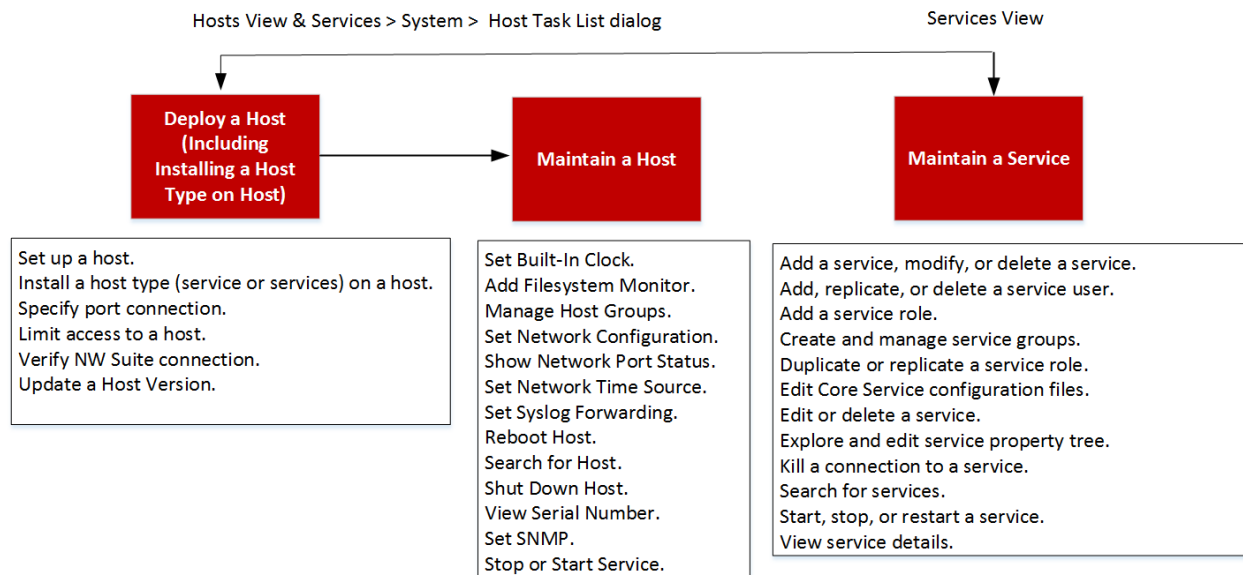 Hosts View & Services > System > Host Task List dialog
Services View
Deploy a Host
(Including
Installing a Host
Type on Host)
Maintain a Host
Maintain a Service
Set up a host.
Install a host type (service or services) on a host.
Specify port connection.
Limit access to a host.
Verify NW Suite connection.
Update a Host Version.
Set Built-In Clock.
Add Filesystem Monitor.
Manage Host Groups.
Set Network Configuration.
Show Network Port Status.
Set Network Time Source.
Set Syslog Forwarding.
Reboot Host.
Search for Host.
Shut Down Host.
View Serial Number.
Set SNMP.
Stop or Start Service.
Add a service, modify, or delete a service.
Add, replicate, or delete a service user.
Add a service role.
Create and manage service groups.
Duplicate or replicate a service role.
Edit Core Service configuration files.
Edit or delete a service.
Explore and edit service property tree.
Kill a connection to a service.
Search for services.
Start, stop, or restart a service.
View service details.